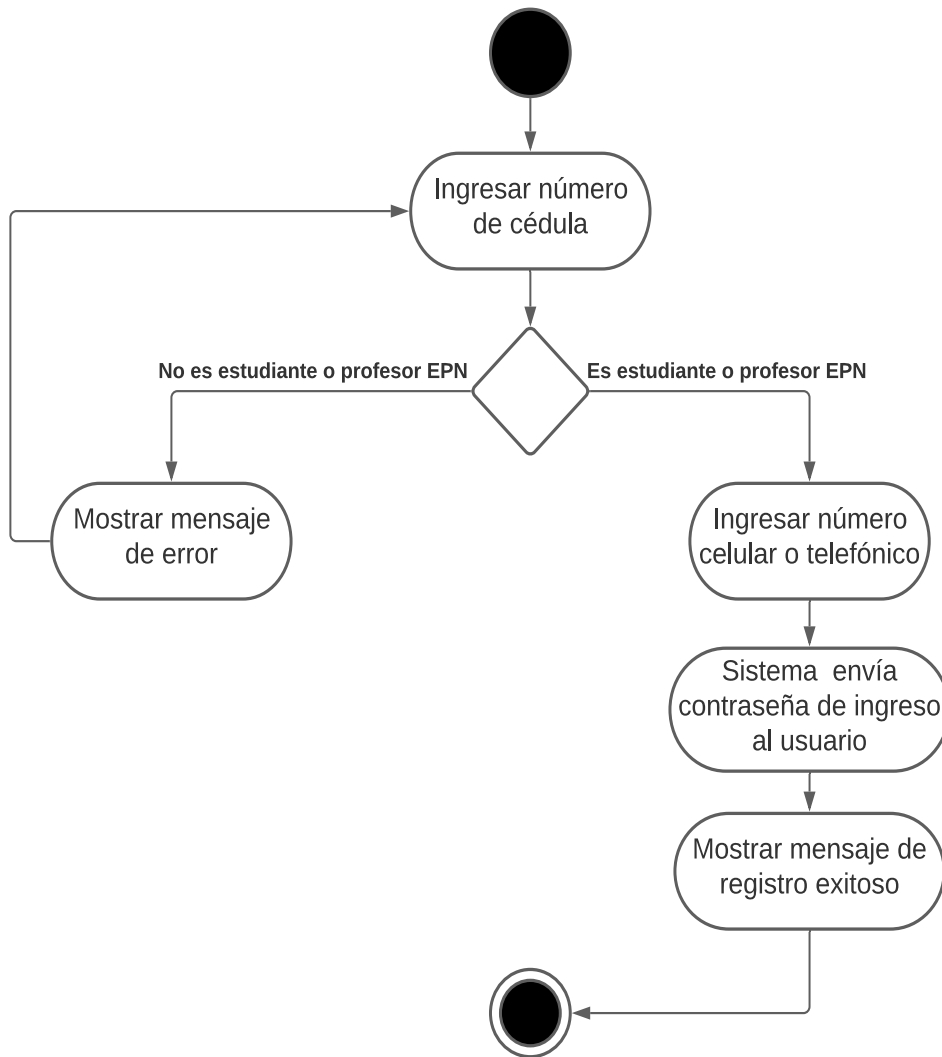 Ingresar número
de cédula
No es estudiante o profesor EPN
Es estudiante o profesor EPN
Mostrar mensaje
de error
Ingresar número
celular o telefónico
Sistema  envía
contraseña de ingreso
al usuario
Mostrar mensaje de
registro exitoso